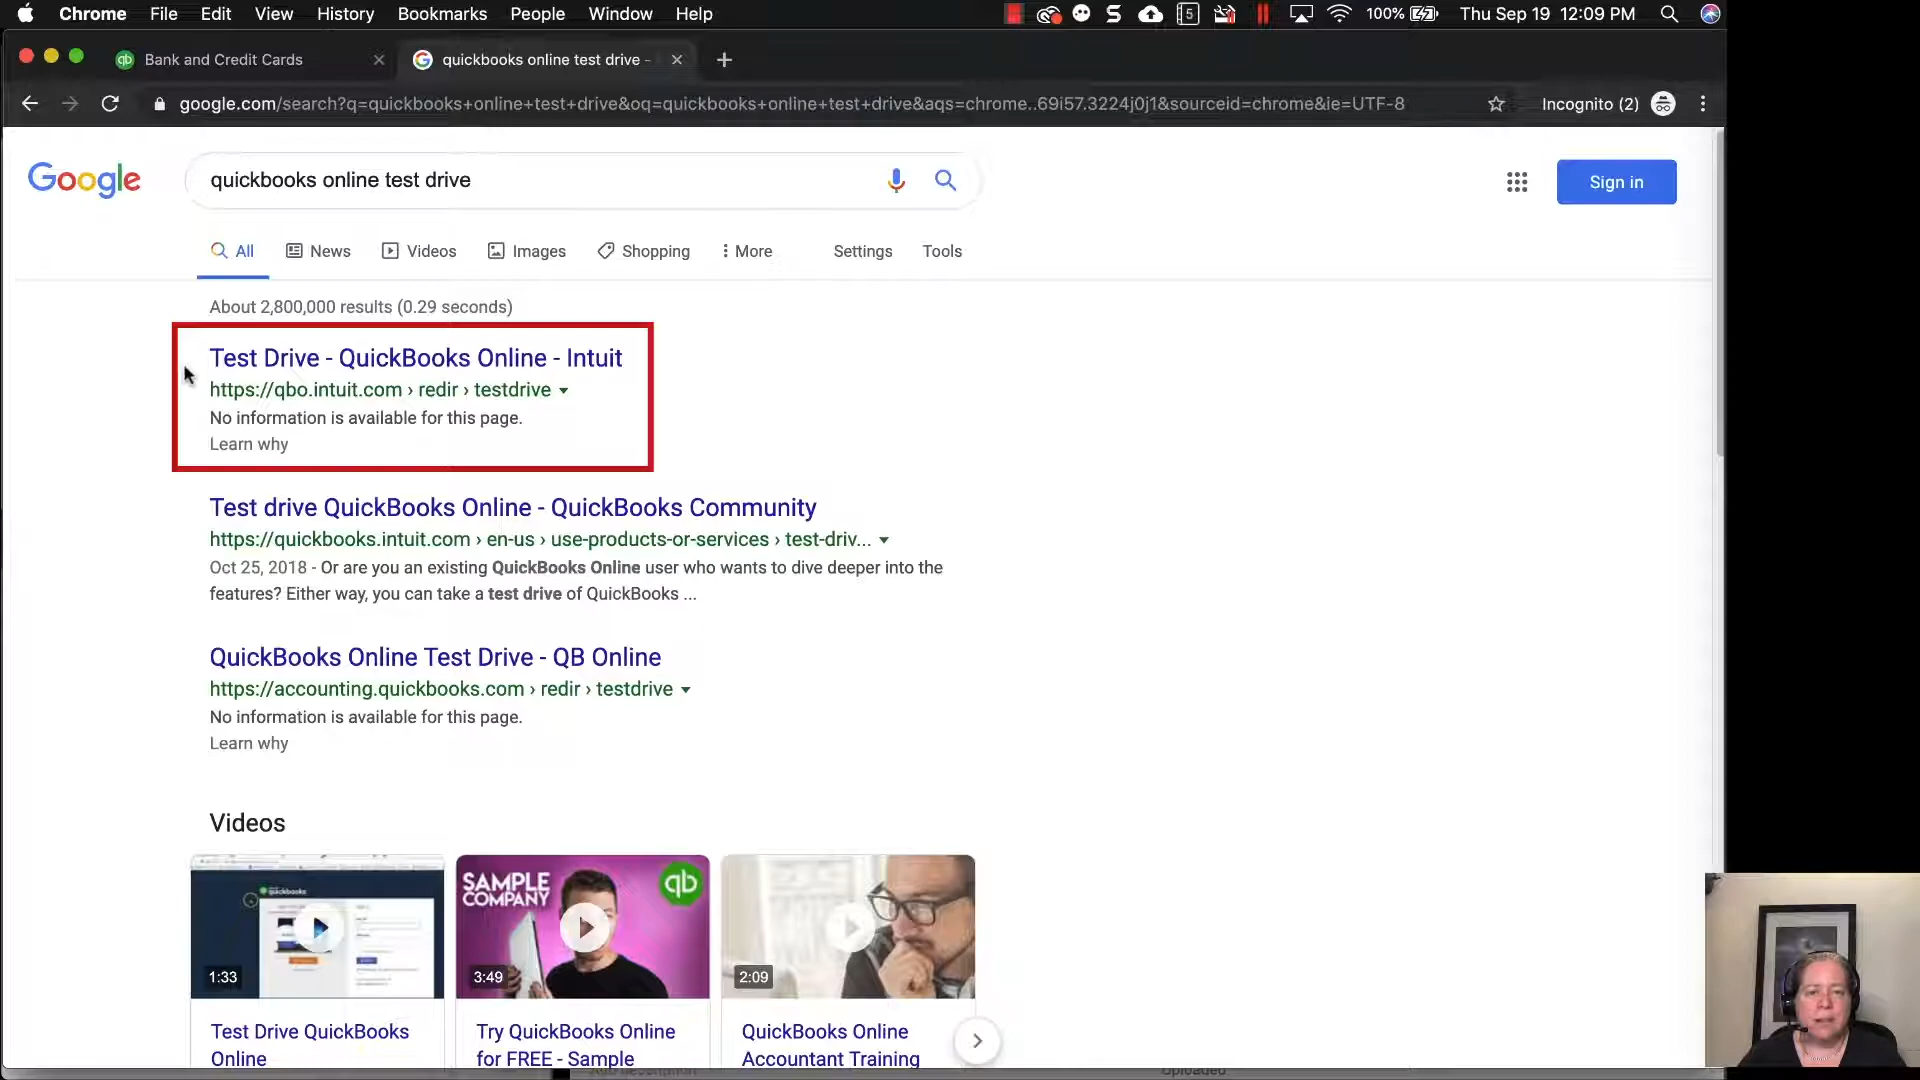 Chrome File Edit View History Bookmarks People Window Help 5 100% Thu Sep 19 12:09 PM
qb Bank and Credit Cards quickbooks online test drive -
google.com/search?q=quickbooks+online+test+drive&oq=quickbooks+online+test+drive&aqs=chrome..69i57.3224j0j1&sourceid=chrome&ie=UTF-8 Incognito (2)
Google quickbooks online test drive Sign in
All News Videos Images Shopping More Settings Tools
About 2,800,000 results (0.29 seconds)
Test Drive - QuickBooks Online - Intuit
https://qbo.intuit.com › redir › testdrive
No information is available for this page.
Learn why
Test drive QuickBooks Online - QuickBooks Community
https://quickbooks.intuit.com › en-us › use-products-or-services › test-driv...
Oct 25, 2018 - Or are you an existing QuickBooks Online user who wants to dive deeper into the
features? Either way, you can take a test drive of QuickBooks ...
QuickBooks Online Test Drive - QB Online
https://accounting.quickbooks.com › redir › testdrive
No information is available for this page.
Learn why
Videos
quickbooks
1:33
SAMPLE
COMPANY
qb
3:49
2:09
Test Drive QuickBooks
Online
Try QuickBooks Online
for FREE - Sample
QuickBooks Online
Accountant Training
Uploaded